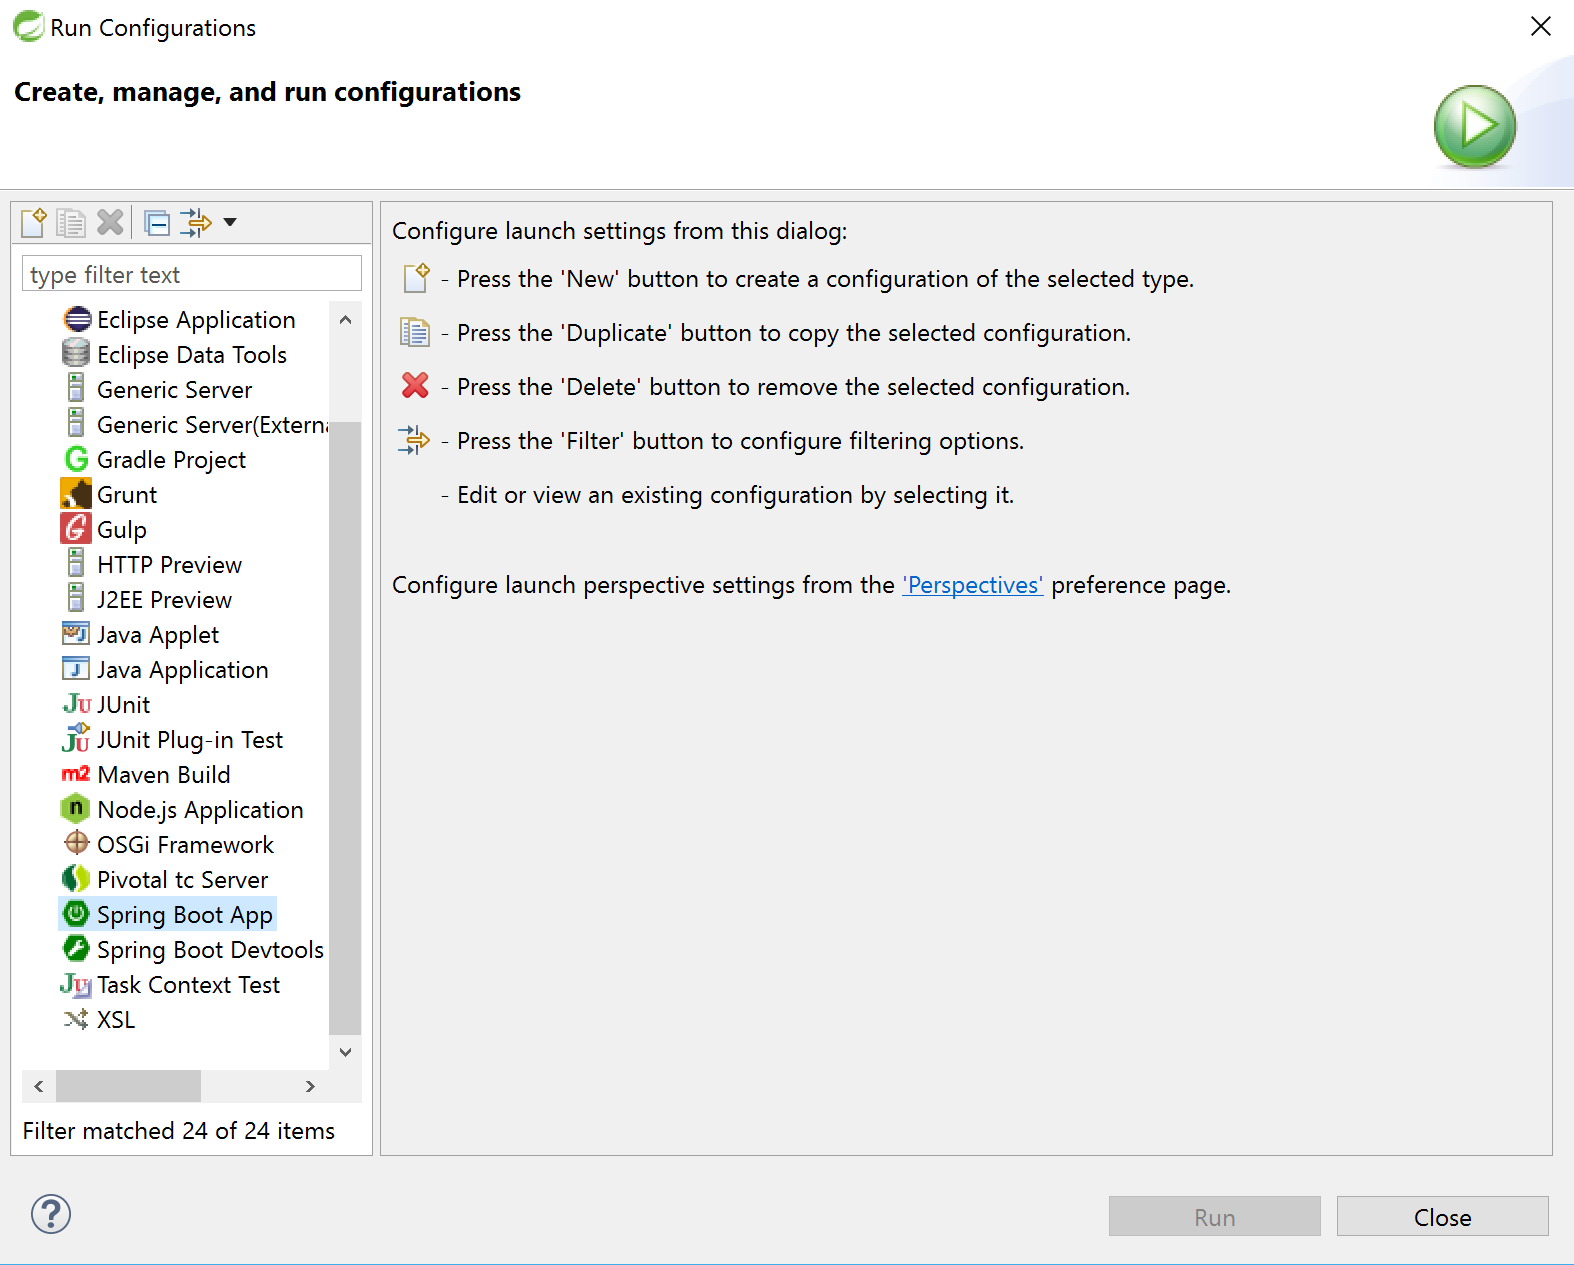 Run Configurations
Create, manage, and run configurations
type filter text
Eclipse Application
Eclipse Data Tools
Generic Server
Generic Server(Externa
Gradle Project
Grunt
Gulp
HTTP Preview
J2EE Preview
Java Applet
Java Application
JUnit
JUnit Plug-in Test
Maven Build
Node.js Application
OSGi Framework
Pivotal tc Server
Spring Boot App
Spring Boot Devtools
Task Context Test
XSL
Filter matched 24 of 24 items
Configure launch settings from this dialog:
- Press the 'New' button to create a configuration of the selected type.
- Press the 'Duplicate' button to copy the selected configuration.
- Press the 'Delete' button to remove the selected configuration.
- Press the 'Filter' button to configure filtering options.
- Edit or view an existing configuration by selecting it.
Configure launch perspective settings from the 'Perspectives' preference page.
Run
Close